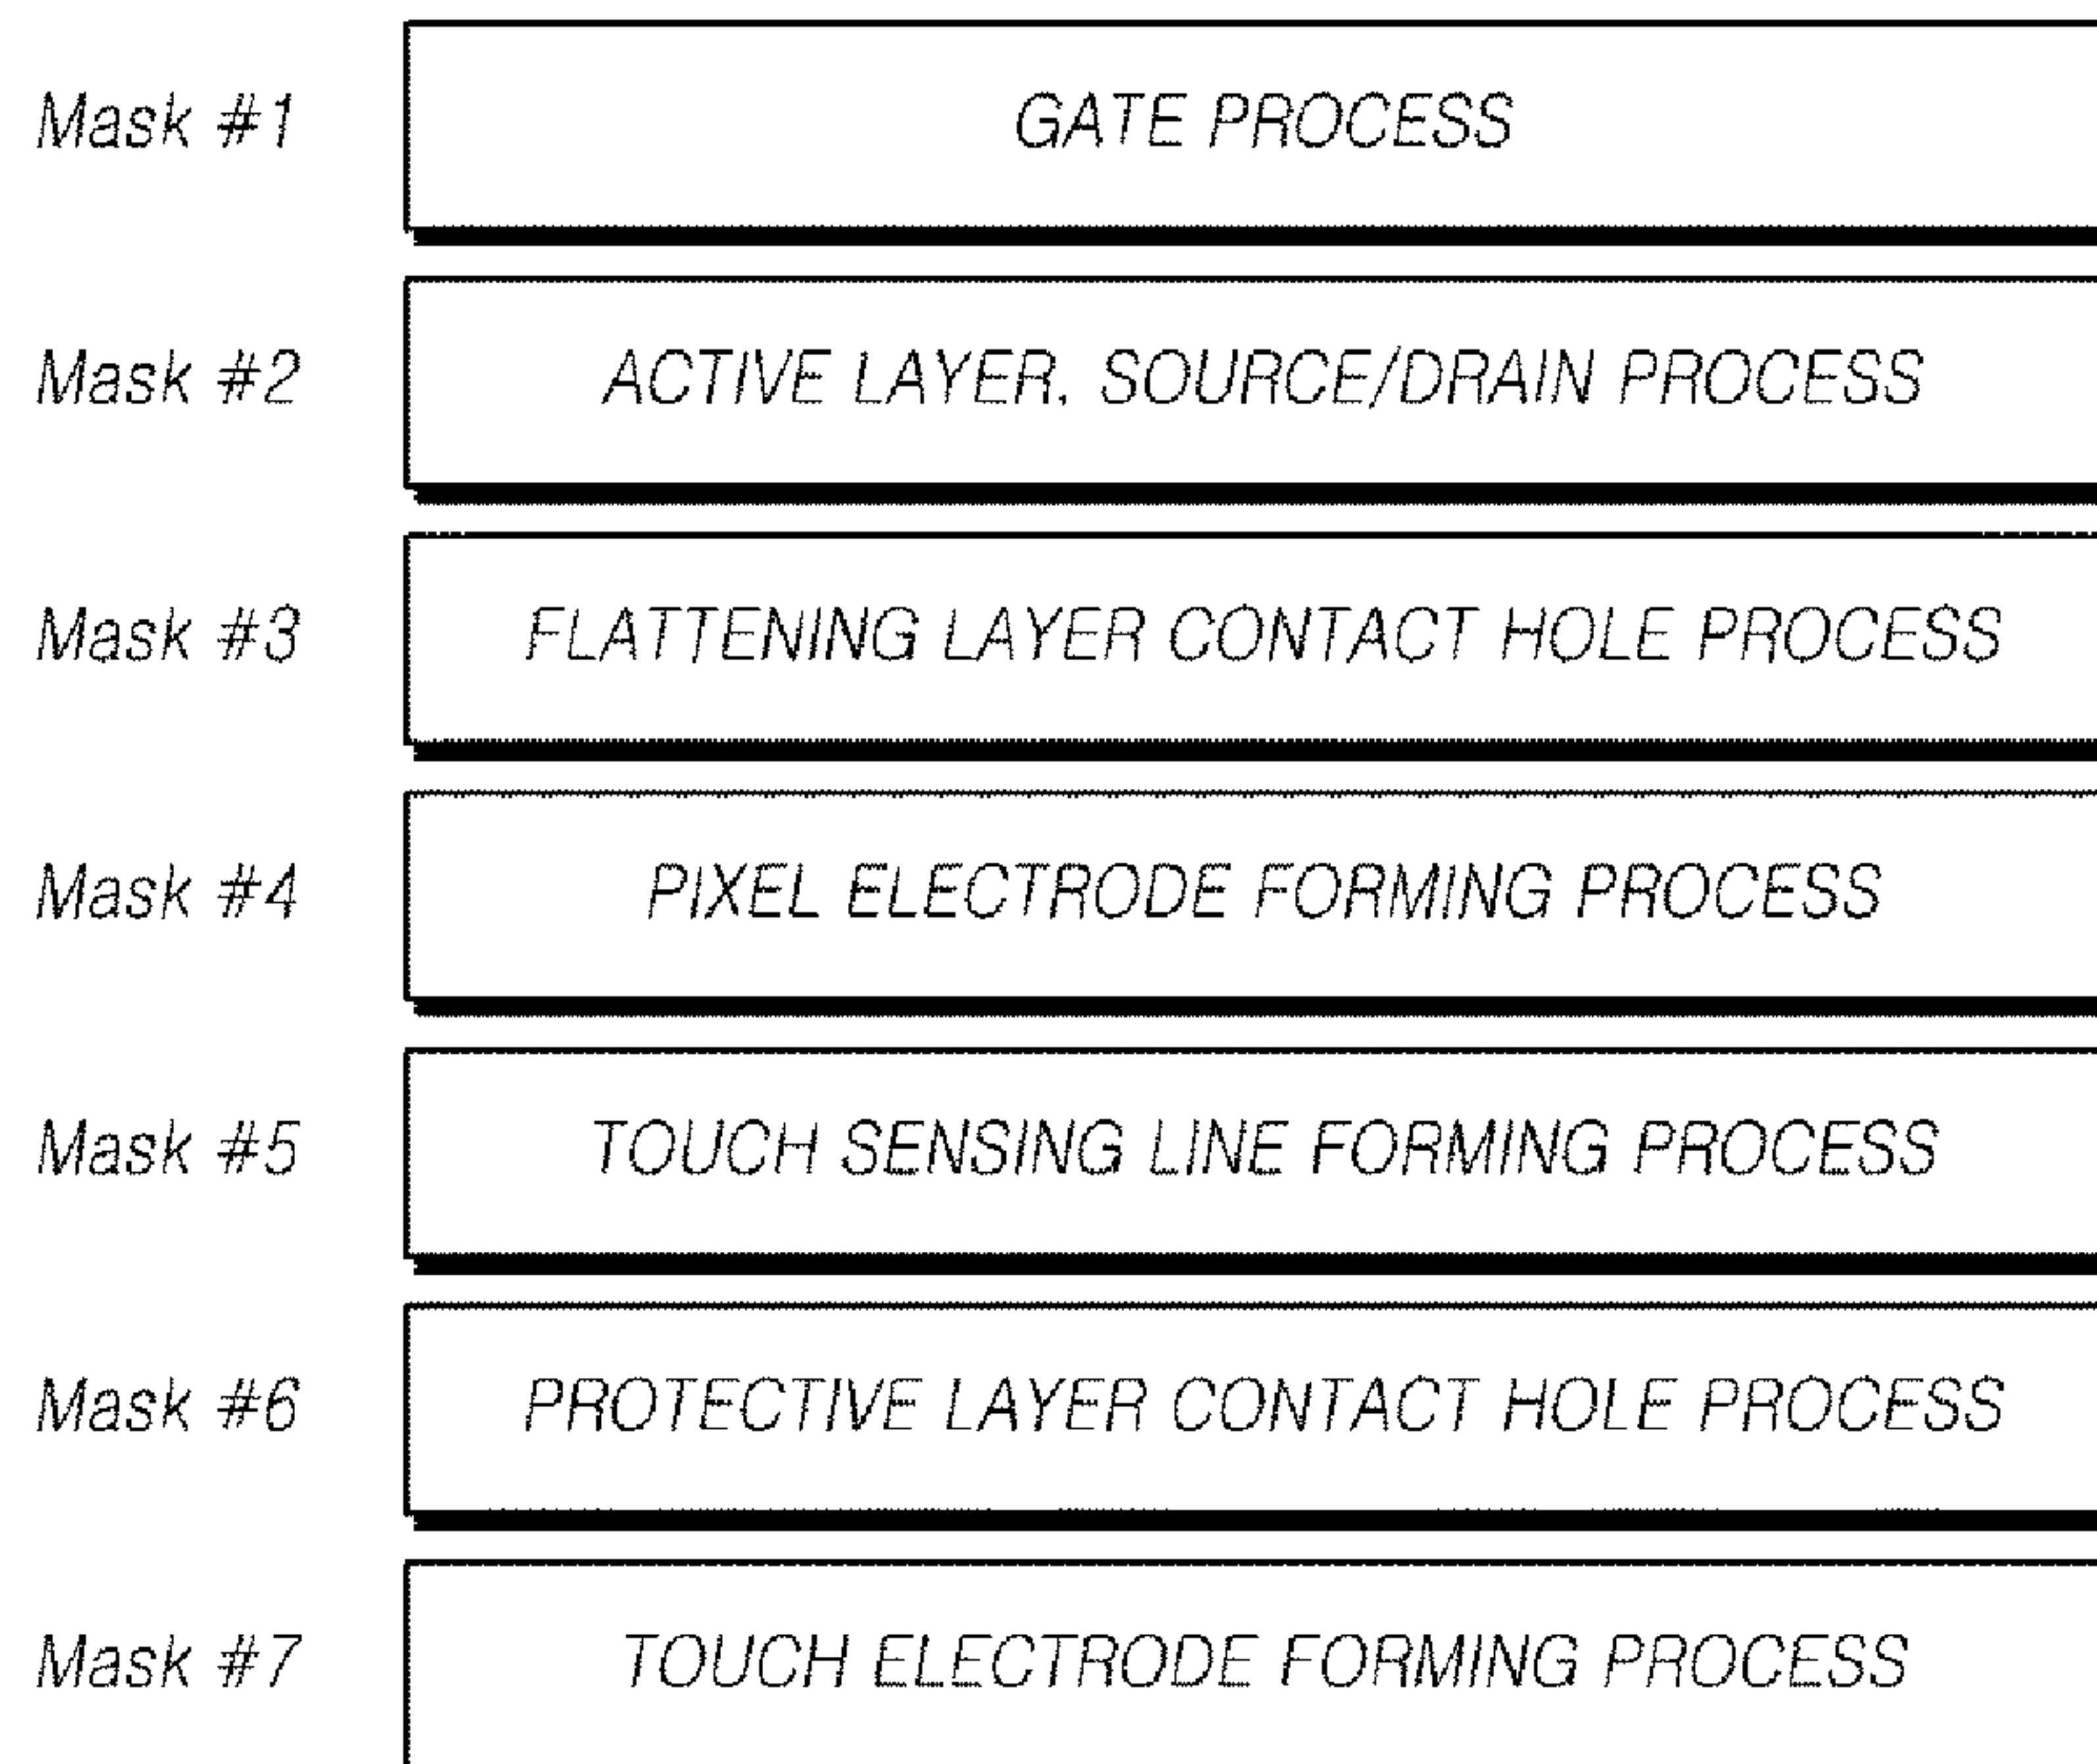 Mask #1 GATE PROCESS
Mask #2 ACTIVE LAYER, SOURCE/DRAIN PROCESS
Mask #3 FLATTENING LAYER CONTACT HOLE PROCESS
Mask #4 PIXEL ELECTRODE FORMING PROCESS
Mask #5 TOUCH SENSING LINE FORMING PROCESS
Mask #6 PROTECTIVE LAYER CONTACT HOLE PROCESS
Mask #7 TOUCH ELECTRODE FORMING PROCESS